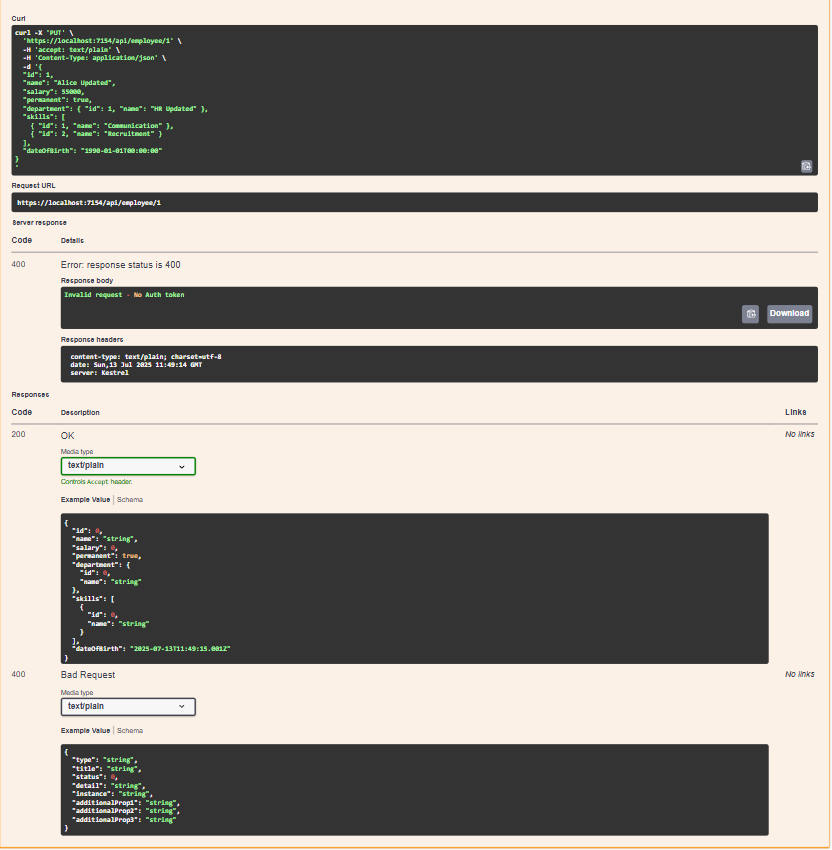 Curl
curl -X 'PUT' \
'https://localhost:7154/api/employee/1' \
-H 'accept: text/plain' \
-H 'Content-Type: application/json' \
-d '{
"id": 1,
"name": "Alice Updated",
"salary": 55000,
"permanent": true,
"department": { "id": 1, "name": "HR Updated" },
"skills": [
{ "id": 1, "name": "Communication" },
{ "id": 2, "name": "Recruitment" }
],
"dateOfBirth": "1990-01-01T00:00:00"
}
'
Request URL
https://localhost:7154/api/employee/1
Server response
Code Details
400 Error: response status is 400
Response body
Invalid request - No Auth token
Download
Response headers
content-type: text/plain; charset=utf-8
date: Sun,13 Jul 2025 11:49:14 GMT
server: Kestrel
Responses
Code Description Links
200 OK No links
Media type
text/plain
Controls Accept header.
Example Value | Schema
{
"id": 0,
"name": "string",
"salary": 0,
"permanent": true,
"department": {
"id": 0,
"name": "string"
},
"skills": [
{
"id": 0,
"name": "string"
}
],
"dateOfBirth": "2025-07-13T11:49:15.001Z"
}
400 Bad Request No links
Media type
text/plain
Example Value | Schema
{
"type": "string",
"title": "string",
"status": 0,
"detail": "string",
"instance": "string",
"additionalProp1": "string",
"additionalProp2": "string",
"additionalProp3": "string"
}